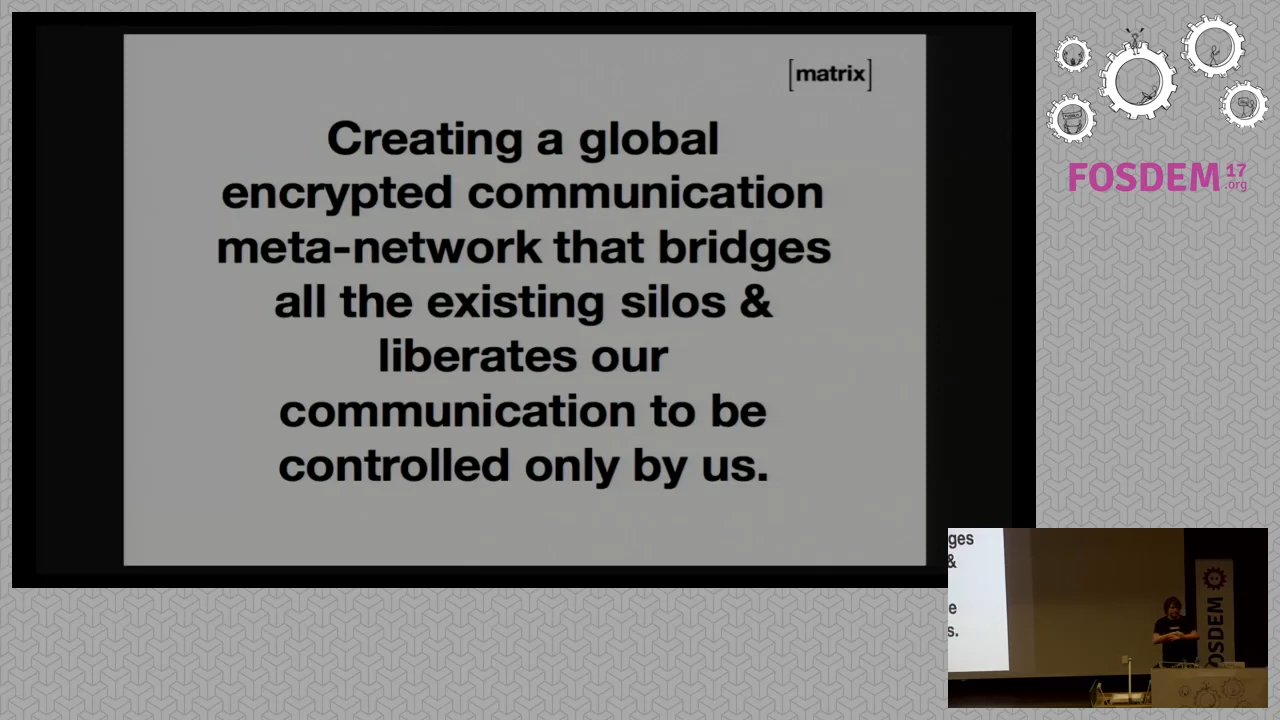 [matrix]
Creating a global
encrypted communication
meta-network that bridges
all the existing silos &
liberates our
communication to be
controlled only by us.
FOSDEM 17
.org
ges
&
e
s.
FOSDEM